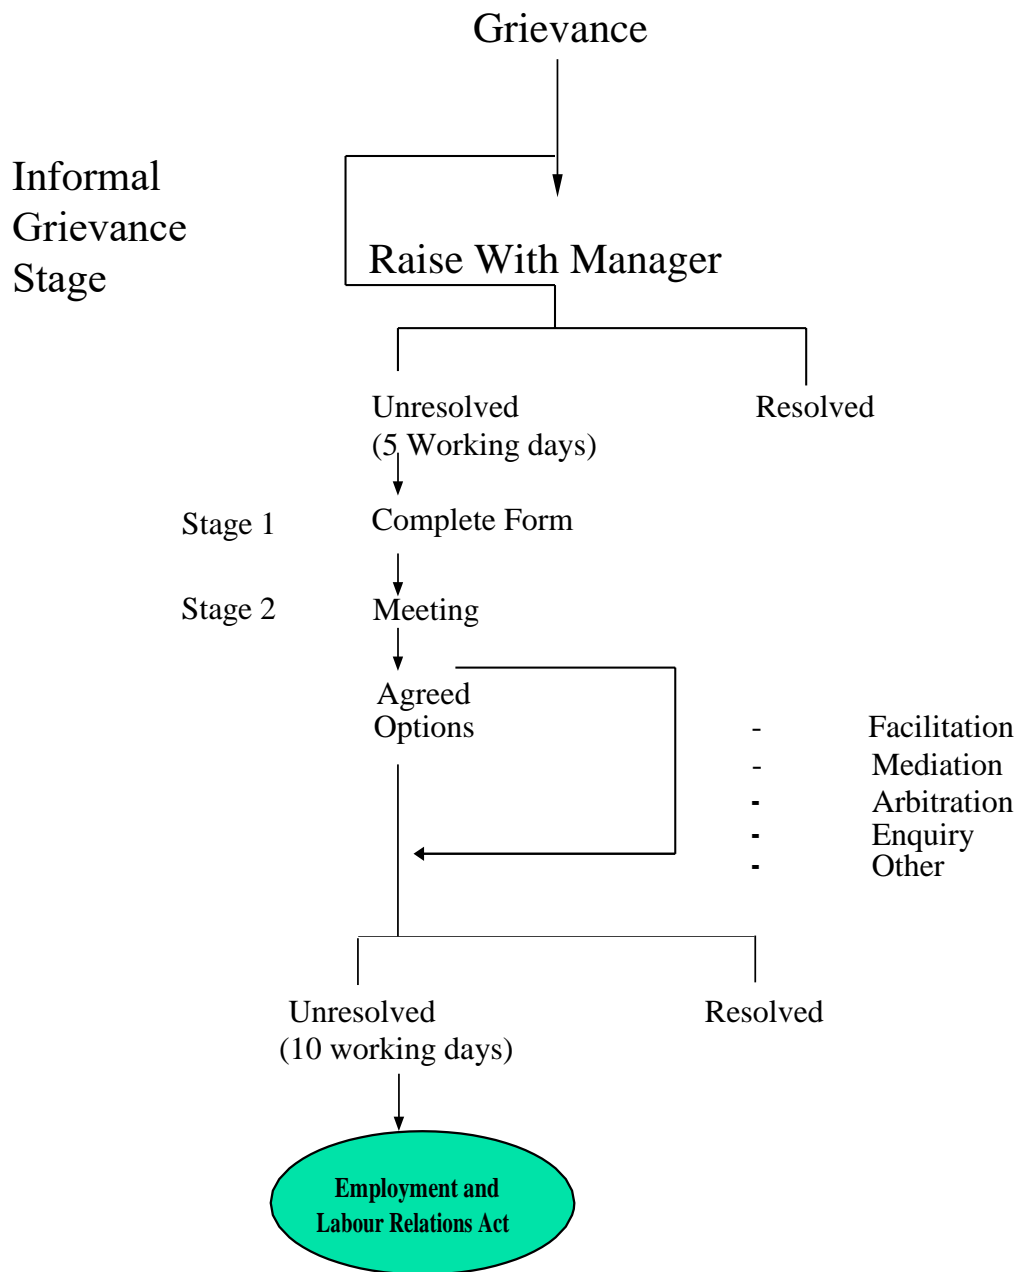 Grievance
Informal
Grievance
Stage
Raise With Manager
Unresolved
(5 Working days)
Resolved
Stage 1
Complete Form
Stage 2
Meeting
Agreed
Options
- Facilitation
- Mediation
- Arbitration
- Enquiry
- Other
Unresolved
(10 working days)
Resolved
Employment and
Labour Relations Act